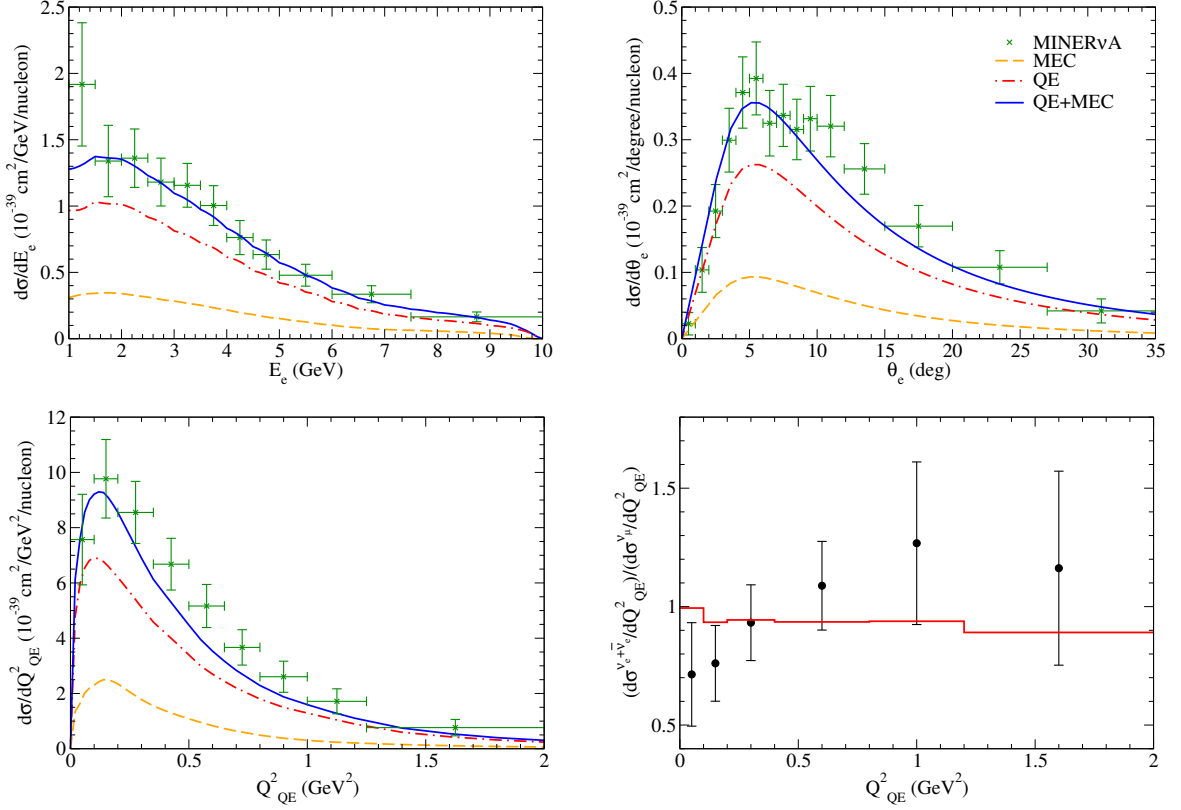 2.5
2
1.5
1
0.5
0
1 2 3 4 5 6 7 8 9 10
E_e (GeV)
dσ/dE_e (10^-39 cm^2/GeV/nucleon)
0.4
0.3
0.2
0.1
0
0 5 10 15 20 25 30 35
θ_e (deg)
dσ/dθ_e (10^-39 cm^2/degree/nucleon)
MINERνA
MEC
QE
QE+MEC
12
10
8
6
4
2
0
0 0.5 1 1.5 2
Q^2_QE (GeV^2)
dσ/dQ^2_QE (10^-39 cm^2/GeV^2/nucleon)
1.5
1
0.5
0 0.5 1 1.5 2
Q^2_QE (GeV^2)
(dσ^{ν_e+ν̅_e}/dQ^2_QE)/(dσ^{ν_μ}/dQ^2_QE)